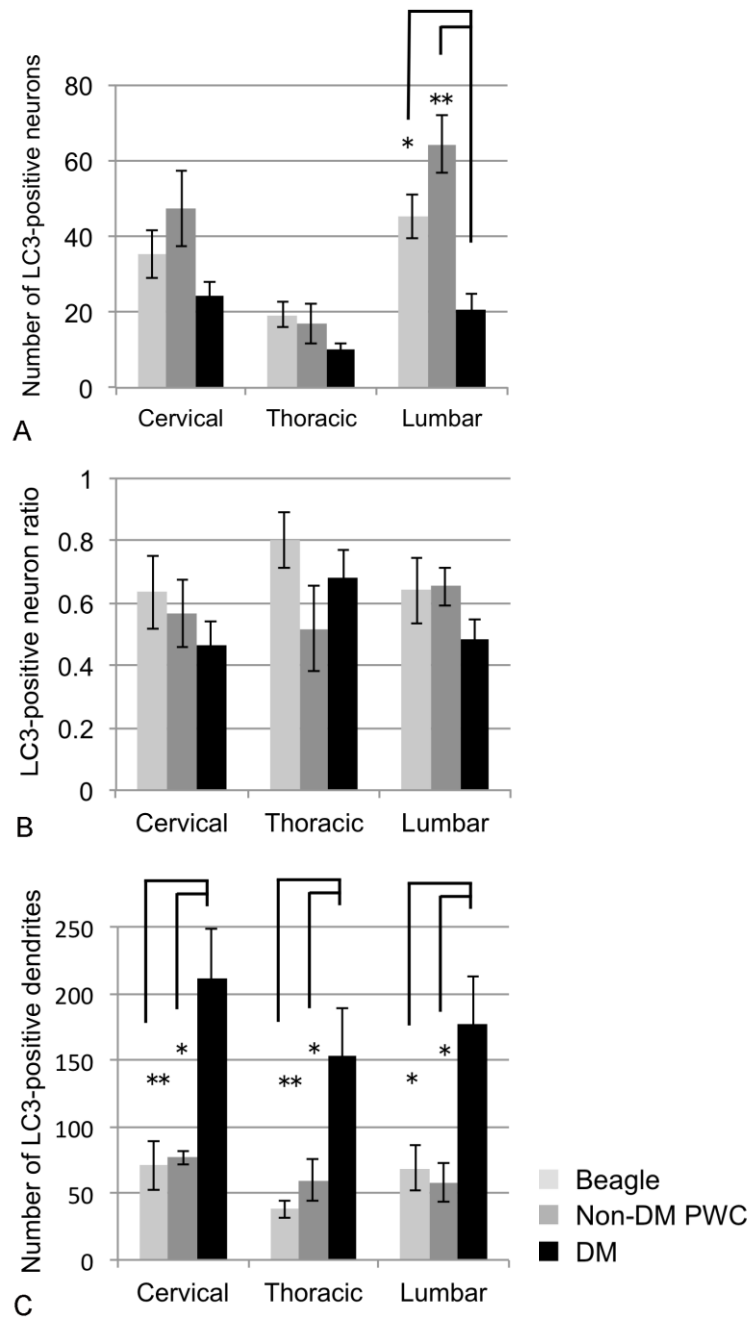 Number of LC3-positive neurons
80
60
40
20
0
*
**
Cervical
Thoracic
Lumbar
A
LC3-positive neuron ratio
1
0.8
0.6
0.4
0.2
0
Cervical
Thoracic
Lumbar
B
Number of LC3-positive dendrites
250
200
150
100
50
0
**
*
**
*
*
*
Cervical
Thoracic
Lumbar
C
Beagle
Non-DM PWC
DM